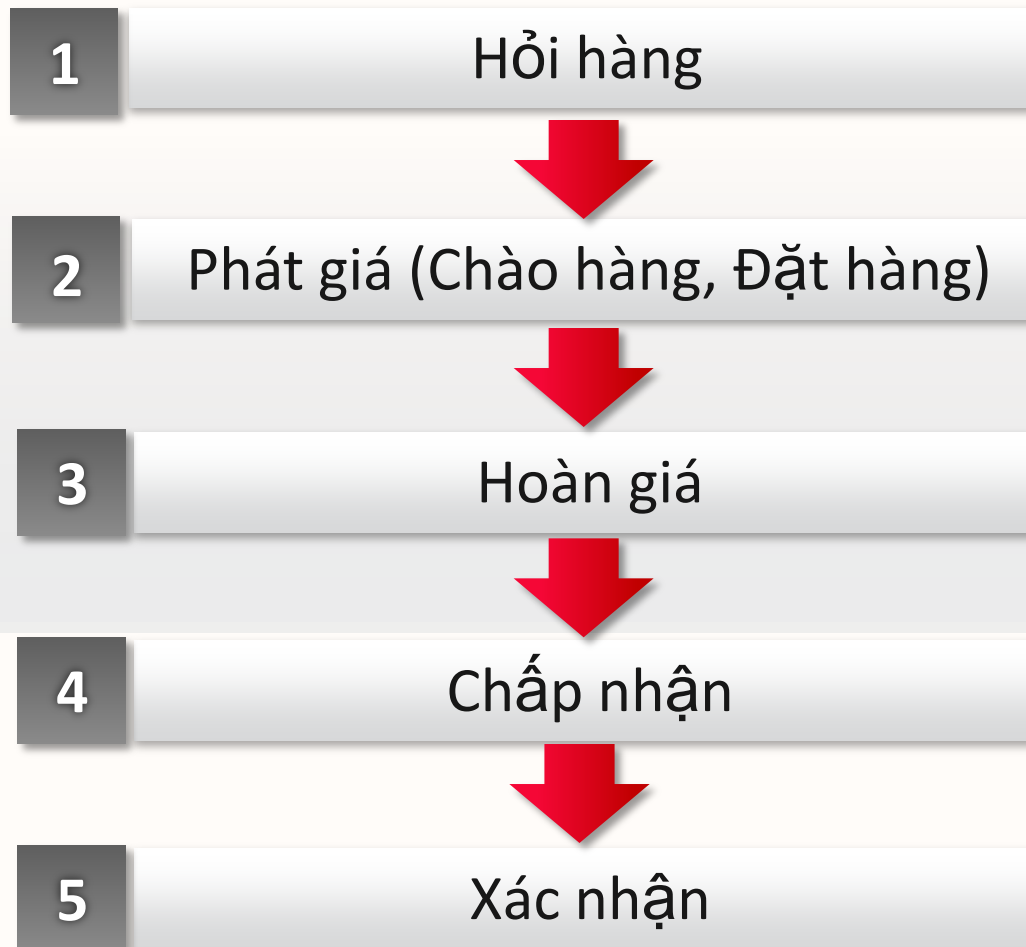 1
Hỏi hàng
2
Phát giá (Chào hàng, Đặt hàng)
3
Hoàn giá
4
Chấp nhận
5
Xác nhận